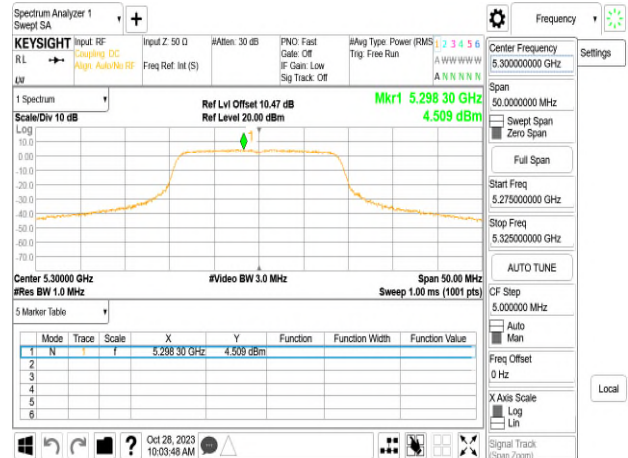 Spectrum Analyzer 1
Swept SA
+
Frequency
KEYSIGHT
Input: RF
Input Z: 50 Ω
#Atten: 30 dB
PNO: Fast
#Avg Type: Power (RMS
1 2 3 4 5 6
RL
Coupling: DC
Gate: Off
Trig: Free Run
Align: Auto/No RF
Freq Ref: Int (S)
IF Gain: Low
A W W W W W
Sig Track: Off
A N N N N N
Center Frequency
5.300000000 GHz
Settings
Span
50.0000000 MHz
Swept Span
Zero Span
Full Span
Start Freq
5.275000000 GHz
Stop Freq
5.325000000 GHz
AUTO TUNE
CF Step
5.000000 MHz
Auto
Man
Freq Offset
0 Hz
X Axis Scale
Log
Lin
Local
Signal Track
(Span Zoom)
1 Spectrum
Ref Lvl Offset 10.47 dB
Mkr1 5.298 30 GHz
Scale/Div 10 dB
Ref Level 20.00 dBm
4.509 dBm
Log
1
10.0
0.00
-10.0
-20.0
-30.0
-40.0
-50.0
-60.0
-70.0
Center 5.30000 GHz
#Video BW 3.0 MHz
Span 50.00 MHz
#Res BW 1.0 MHz
Sweep 1.00 ms (1001 pts)
5 Marker Table
Mode Trace Scale X Y Function Function Width Function Value
1 N 1 f 5.298 30 GHz 4.509 dBm
2
3
4
5
6
?
Oct 28, 2023
10:03:48 AM